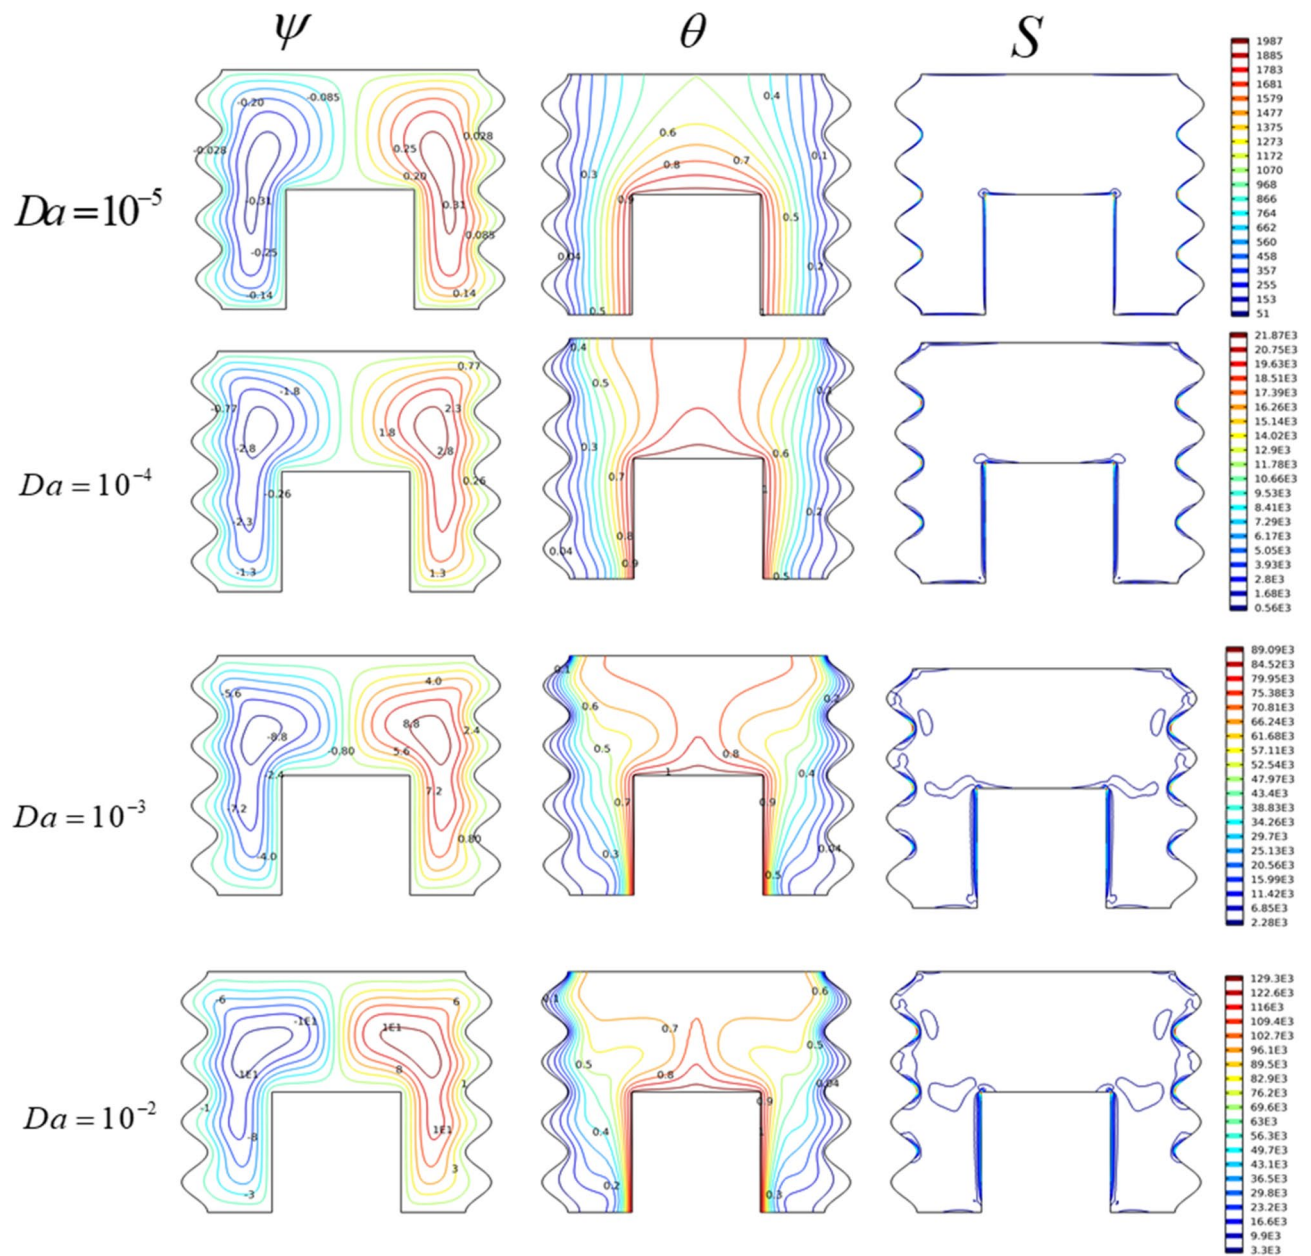 ψ θ S
Da=10⁻⁵
-0.20 -0.085
-0.028
-0.31
-0.25
-0.14
0.028
0.25
0.20
0.31
0.085
0.14
0.4
0.6
0.7
0.8
0.1
0.3
0.9
0.5
0.04
0.2
0.5
1
1987
1885
1783
1681
1579
1477
1375
1273
1172
1070
968
866
764
662
560
458
357
255
153
51
Da=10⁻⁴
-1.8
-0.77
-2.8
-0.26
-2.3
-1.3
0.77
2.3
1.8
2.8
0.26
1.3
0.4
0.5
0.1
0.3
0.6
0.7
1
0.2
0.8
0.04
0.9
0.5
21.87E3
20.75E3
19.63E3
18.51E3
17.39E3
16.26E3
15.14E3
14.02E3
12.9E3
11.78E3
10.66E3
9.53E3
8.41E3
7.29E3
6.17E3
5.05E3
3.93E3
2.8E3
1.68E3
0.56E3
Da=10⁻³
-5.6
-8.8
-0.80
-2.4
-7.2
-4.0
4.0
8.8
2.4
5.6
7.2
0.80
0.1
0.2
0.6
0.5
0.8
1
0.4
0.7
0.9
0.3
0.04
0.5
89.09E3
84.52E3
79.95E3
75.38E3
70.81E3
66.24E3
61.68E3
57.11E3
52.54E3
47.97E3
43.4E3
38.83E3
34.26E3
29.7E3
25.13E3
20.56E3
15.99E3
11.42E3
6.85E3
2.28E3
Da=10⁻²
-6
-1E1
-1E1
-1
-8
-3
6
1E1
8
1
1E1
3
0.1
0.6
0.7
0.5
0.5
0.8
0.04
0.9
0.4
1
0.2
0.3
129.3E3
122.6E3
116E3
109.4E3
102.7E3
96.1E3
89.5E3
82.9E3
76.2E3
69.6E3
63E3
56.3E3
49.7E3
43.1E3
36.5E3
29.8E3
23.2E3
16.6E3
9.9E3
3.3E3